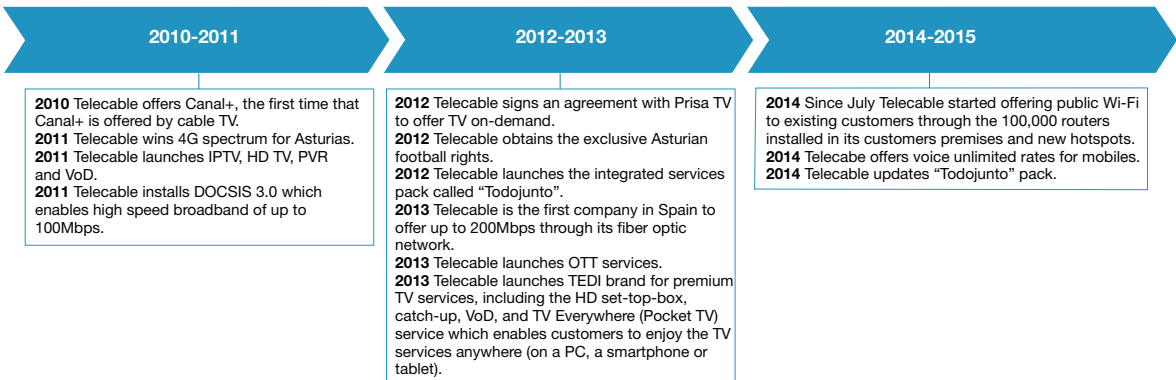 2010-2011
2010 Telecable offers Canal+, the first time that
Canal+ is offered by cable TV.
2011 Telecable wins 4G spectrum for Asturias.
2011 Telecable launches IPTV, HD TV, PVR
and VoD.
2011 Telecable installs DOCSIS 3.0 which
enables high speed broadband of up to
100Mbps.
2012-2013
2012 Telecable signs an agreement with Prisa TV
to offer TV on-demand.
2012 Telecable obtains the exclusive Asturian
football rights.
2012 Telecable launches the integrated services
pack called “Todojunto”.
2013 Telecable is the first company in Spain to
offer up to 200Mbps through its fiber optic
network.
2013 Telecable launches OTT services.
2013 Telecable launches TEDI brand for premium
TV services, including the HD set-top-box,
catch-up, VoD, and TV Everywhere (Pocket TV)
service which enables customers to enjoy the TV
services anywhere (on a PC, a smartphone or
tablet).
2014-2015
2014 Since July Telecable started offering public Wi-Fi
to existing customers through the 100,000 routers
installed in its customers premises and new hotspots.
2014 Telecabe offers voice unlimited rates for mobiles.
2014 Telecable updates “Todojunto” pack.